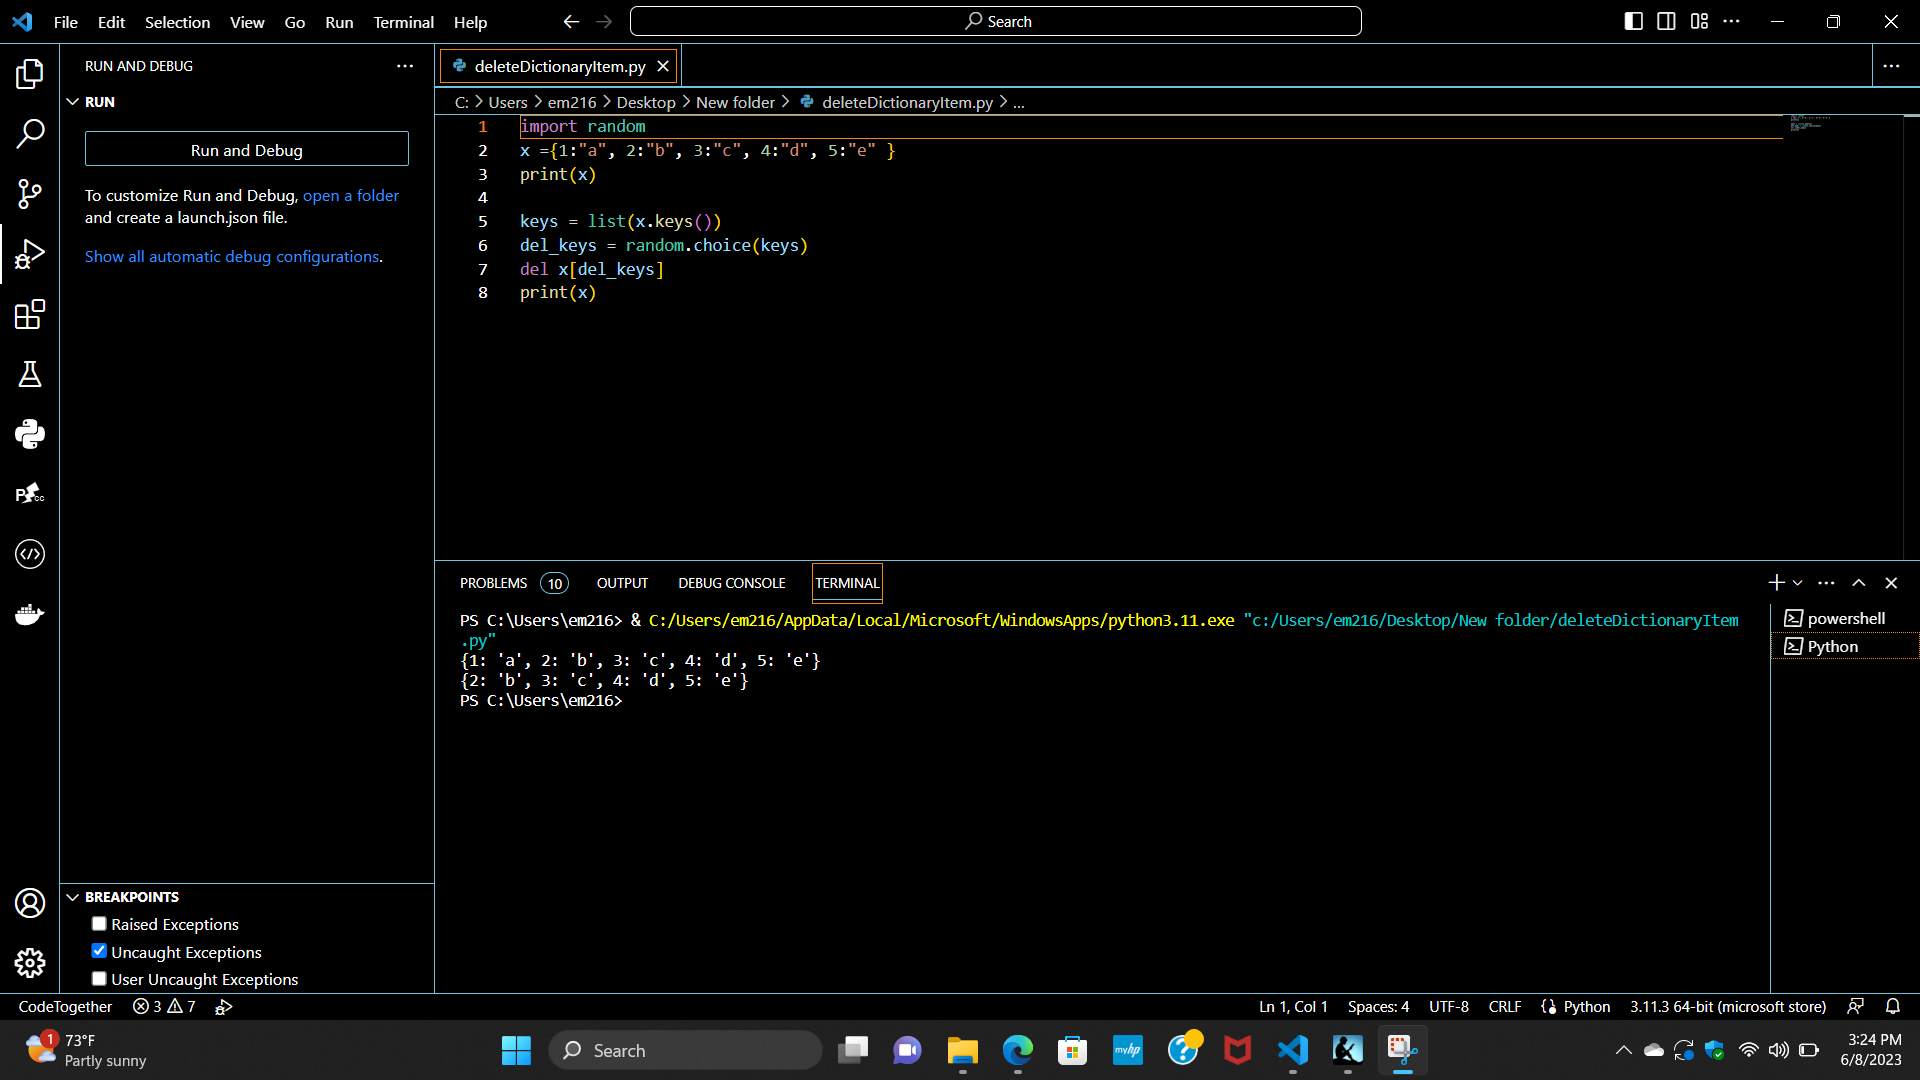 File Edit Selection View Go Run Terminal Help
Search
RUN AND DEBUG
RUN
Run and Debug
To customize Run and Debug, open a folder
and create a launch.json file.
Show all automatic debug configurations.
deleteDictionaryItem.py
C: > Users > em216 > Desktop > New folder > deleteDictionaryItem.py > ...
1 import random
2 x ={1:"a", 2:"b", 3:"c", 4:"d", 5:"e" }
3 print(x)
4
5 keys = list(x.keys())
6 del_keys = random.choice(keys)
7 del x[del_keys]
8 print(x)
PROBLEMS 10 OUTPUT DEBUG CONSOLE TERMINAL
PS C:\Users\em216> & C:/Users/em216/AppData/Local/Microsoft/WindowsApps/python3.11.exe "c:/Users/em216/Desktop/New folder/deleteDictionaryItem
.py"
{1: 'a', 2: 'b', 3: 'c', 4: 'd', 5: 'e'}
{2: 'b', 3: 'c', 4: 'd', 5: 'e'}
PS C:\Users\em216>
powershell
Python
BREAKPOINTS
Raised Exceptions
Uncaught Exceptions
User Uncaught Exceptions
CodeTogether 3 7
Ln 1, Col 1 Spaces: 4 UTF-8 CRLF {} Python 3.11.3 64-bit (microsoft store)
1
73°F
Partly sunny
Search
myhp
3:24 PM
6/8/2023